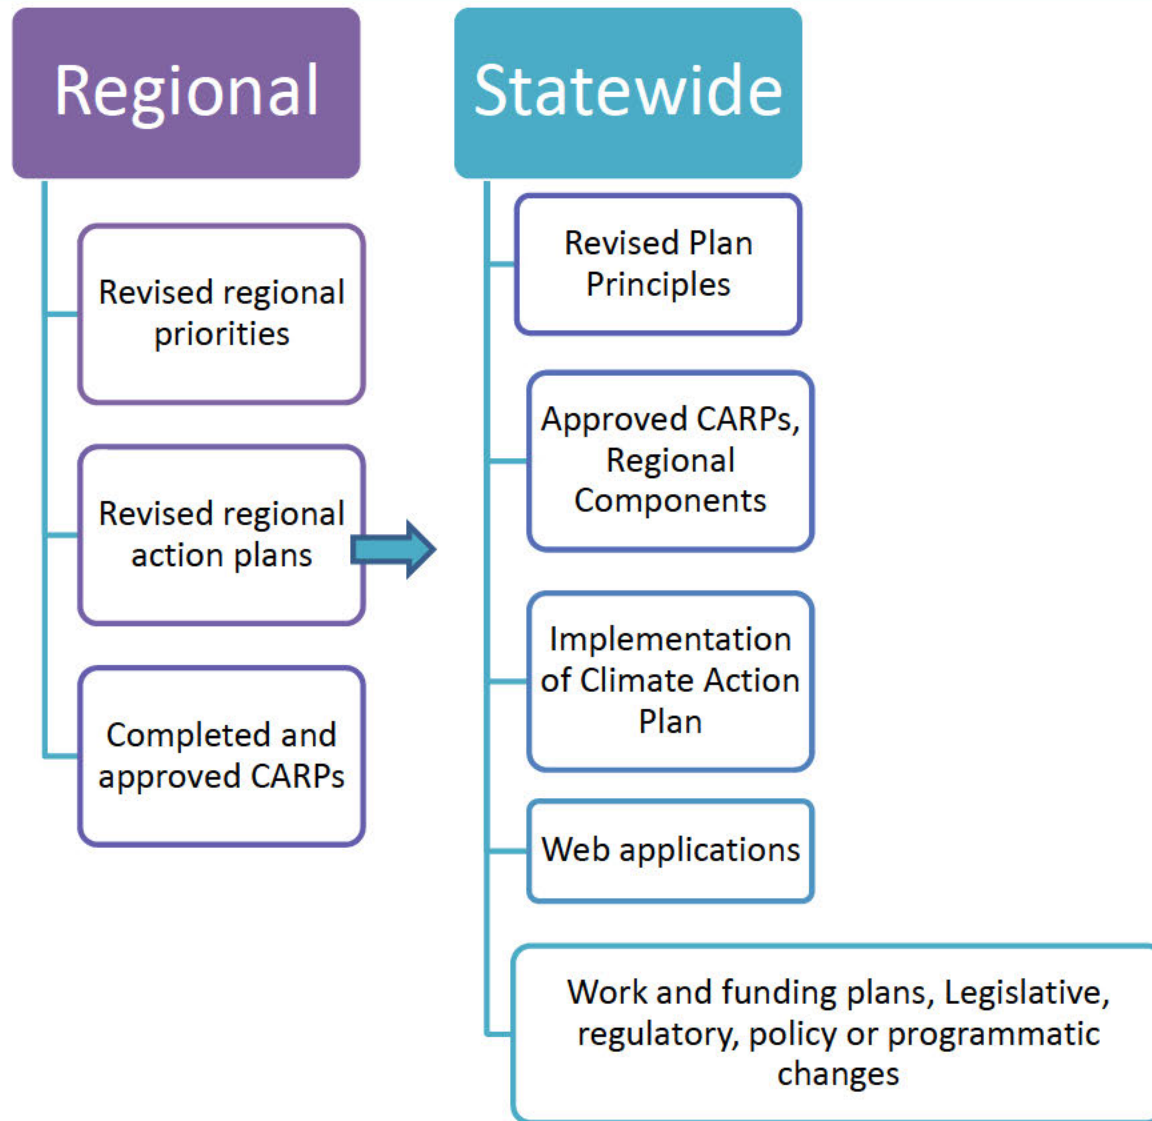 Regional
Revised regional
priorities
Revised regional
action plans
Completed and
approved CARPs
Statewide
Revised Plan
Principles
Approved CARPs,
Regional
Components
Implementation
of Climate Action
Plan
Web applications
Work and funding plans, Legislative,
regulatory, policy or programmatic
changes